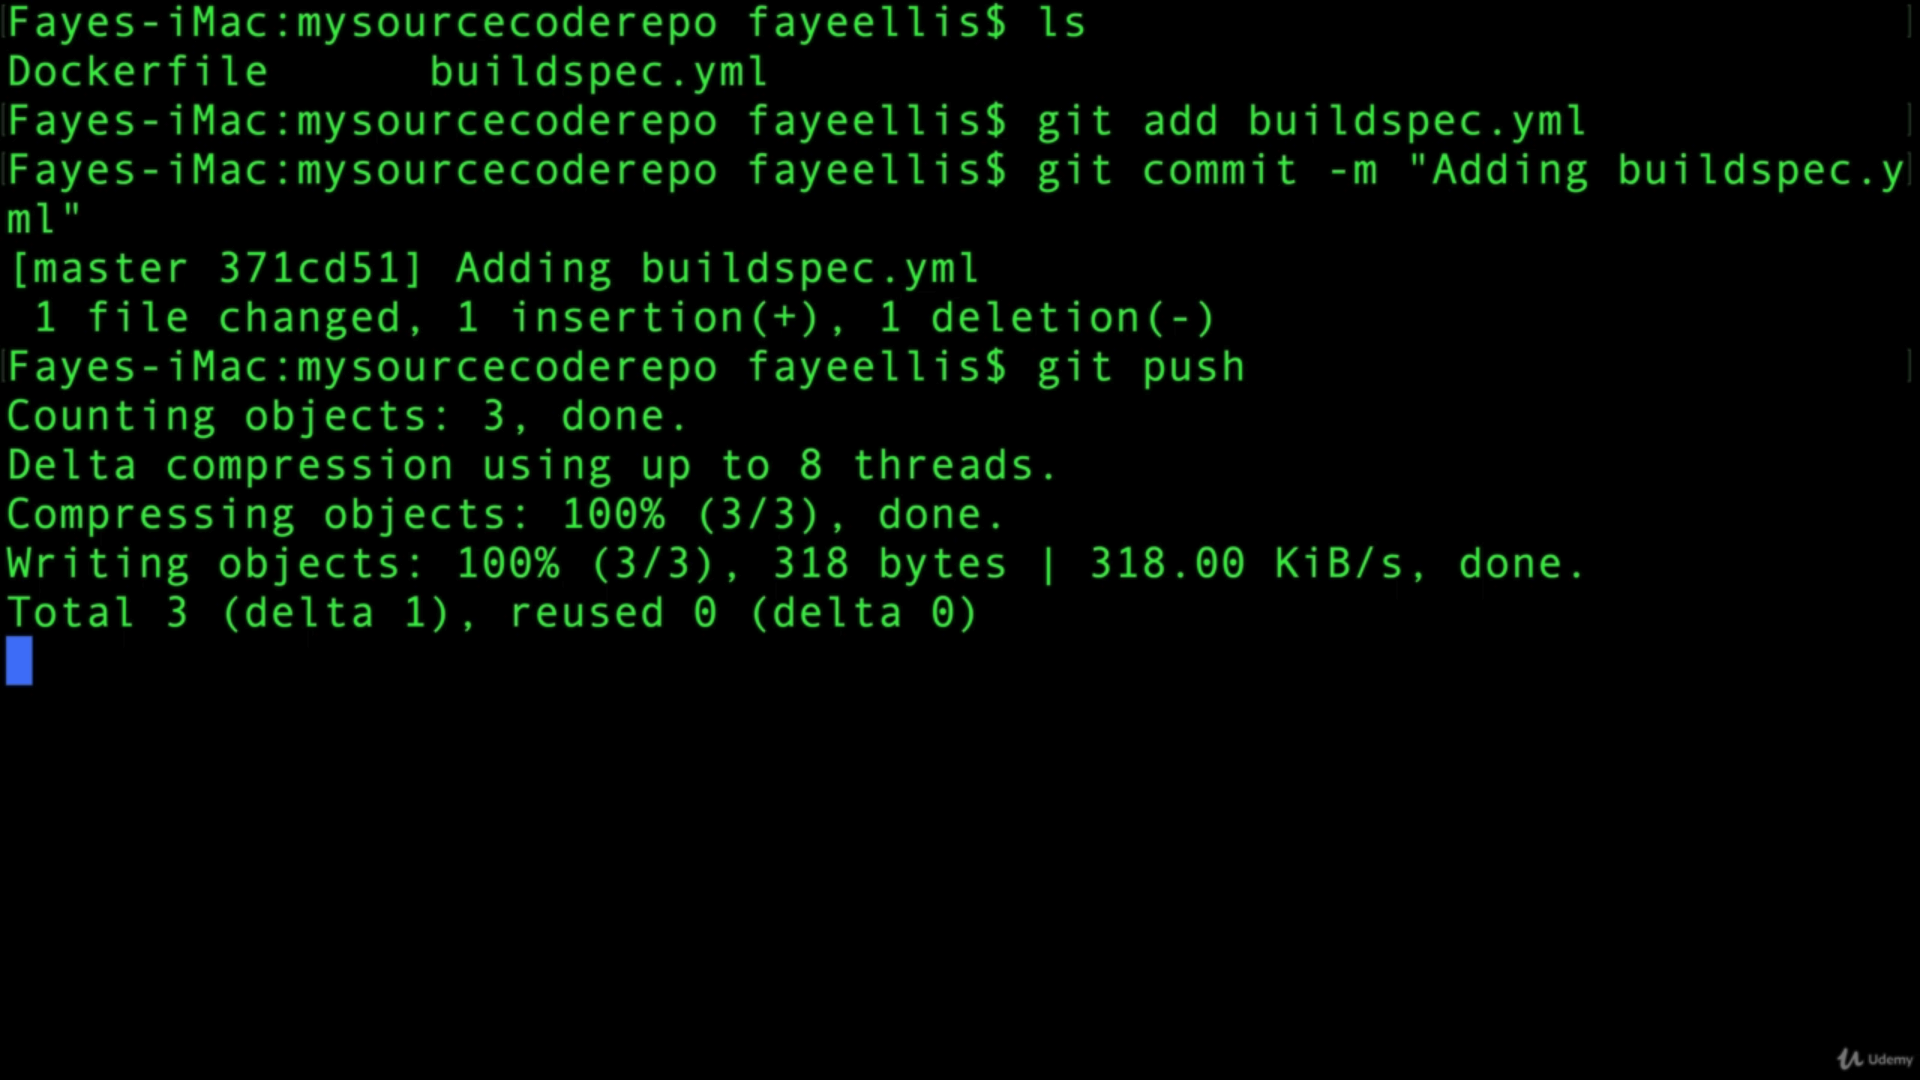 Fayes-iMac:mysourcecoderepo fayeellis$ ls
Dockerfile      buildspec.yml
Fayes-iMac:mysourcecoderepo fayeellis$ git add buildspec.yml
Fayes-iMac:mysourcecoderepo fayeellis$ git commit -m "Adding buildspec.y
ml"
[master 371cd51] Adding buildspec.yml
 1 file changed, 1 insertion(+), 1 deletion(-)
Fayes-iMac:mysourcecoderepo fayeellis$ git push
Counting objects: 3, done.
Delta compression using up to 8 threads.
Compressing objects: 100% (3/3), done.
Writing objects: 100% (3/3), 318 bytes | 318.00 KiB/s, done.
Total 3 (delta 1), reused 0 (delta 0)
Udemy